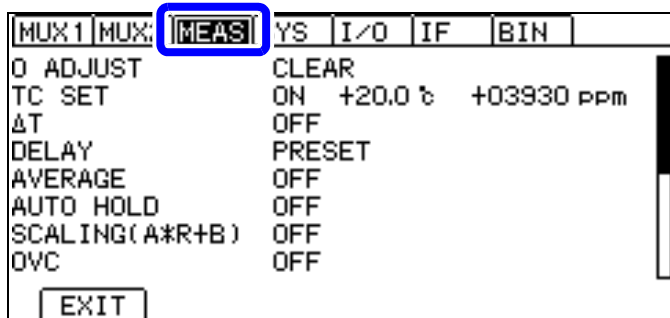 MUX1 MUX: MEAS YS I/O IF BIN
0 ADJUST CLEAR
TC SET ON +20.0 ℃ +03930 ppm
ΔT OFF
DELAY PRESET
AVERAGE OFF
AUTO HOLD OFF
SCALING(A*R+B) OFF
OVC OFF
EXIT